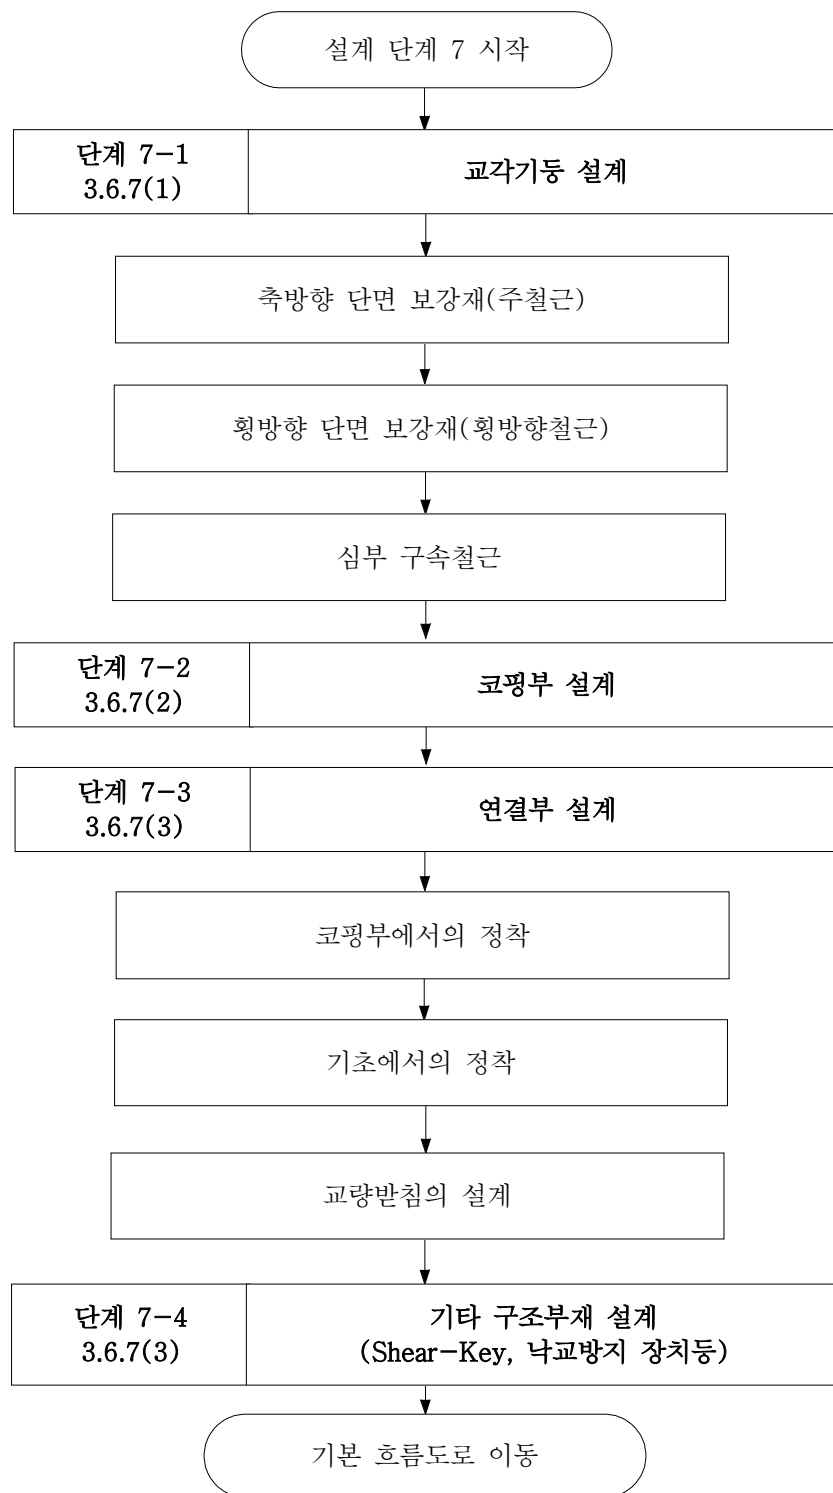 설계 단계 7 시작
단계 7-1
3.6.7(1)
교각기둥 설계
축방향 단면 보강재(주철근)
횡방향 단면 보강재(횡방향철근)
심부 구속철근
단계 7-2
3.6.7(2)
코핑부 설계
단계 7-3
3.6.7(3)
연결부 설계
코핑부에서의 정착
기초에서의 정착
교량받침의 설계
단계 7-4
3.6.7(3)
기타 구조부재 설계
(Shear-Key, 낙교방지 장치등)
기본 흐름도로 이동